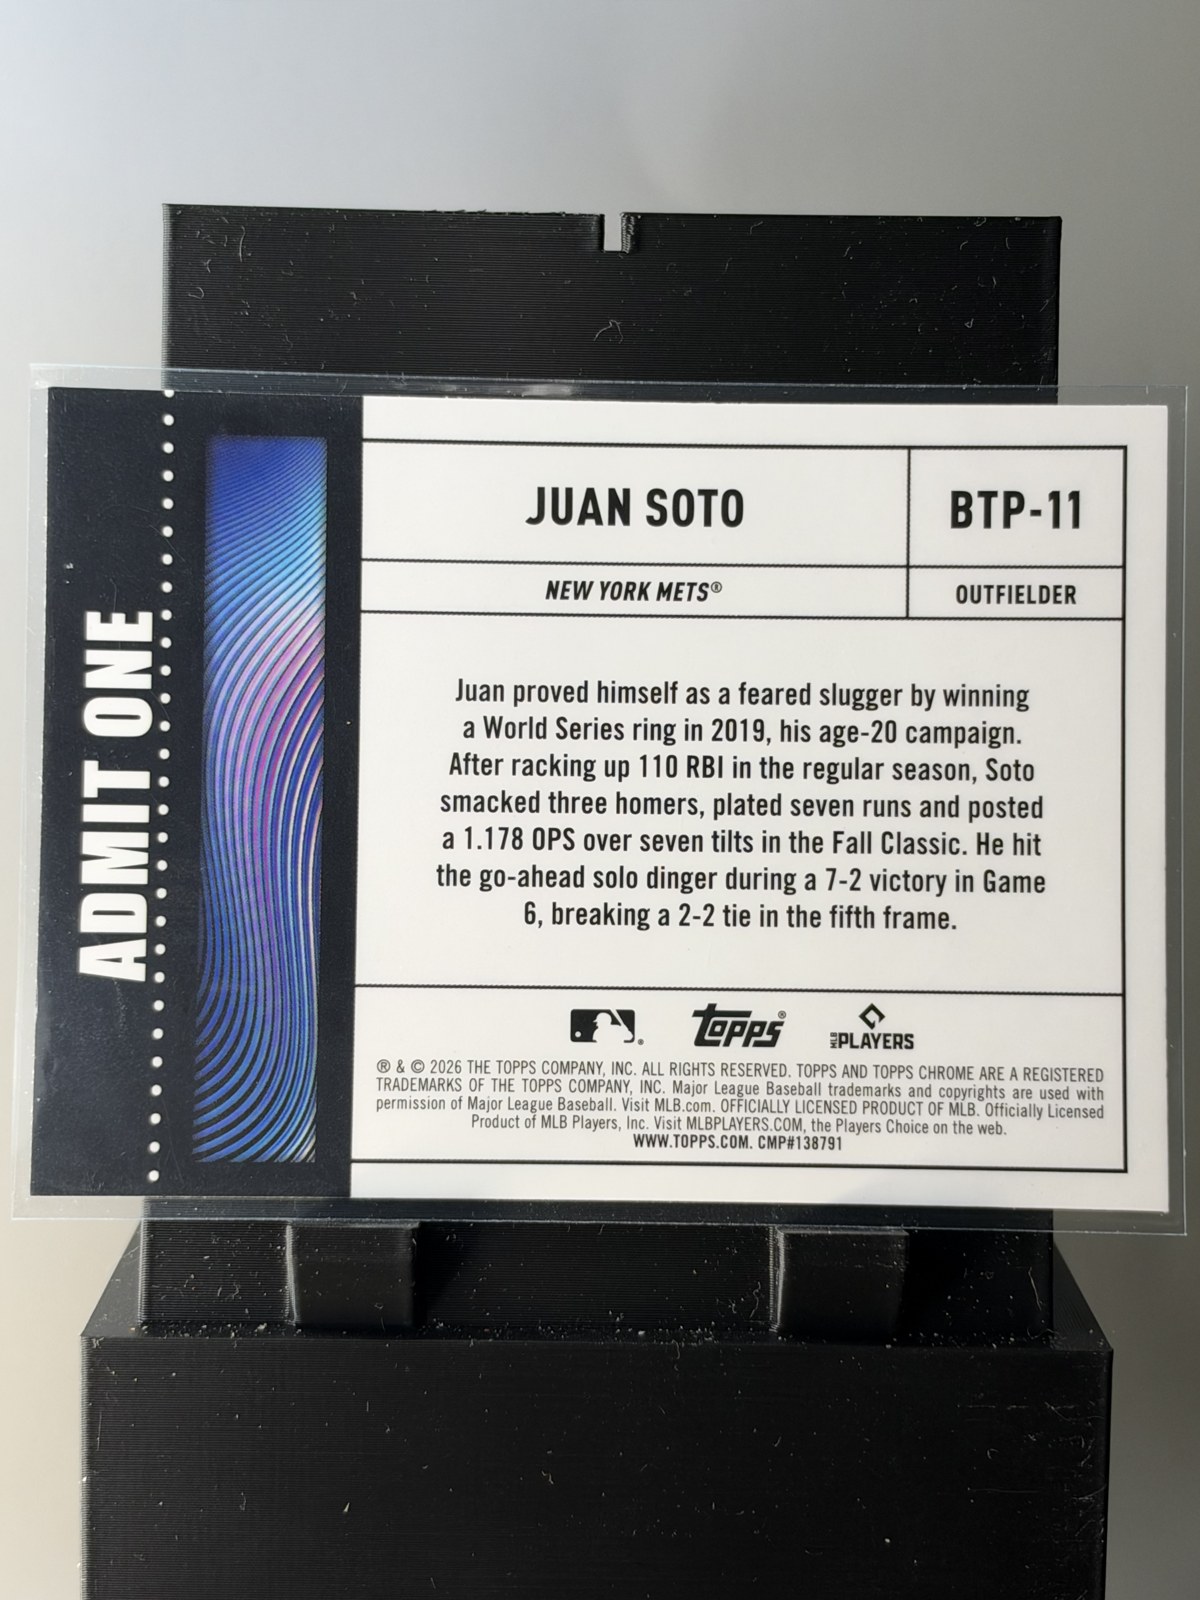 ADMIT ONE
JUAN SOTO
BTP-11
NEW YORK METS®
OUTFIELDER
Juan proved himself as a feared slugger by winning
a World Series ring in 2019, his age-20 campaign.
After racking up 110 RBI in the regular season, Soto
smacked three homers, plated seven runs and posted
a 1.178 OPS over seven tilts in the Fall Classic. He hit
the go-ahead solo dinger during a 7-2 victory in Game
6, breaking a 2-2 tie in the fifth frame.
topps®
MLB PLAYERS
® & © 2026 THE TOPPS COMPANY, INC. ALL RIGHTS RESERVED. TOPPS AND TOPPS CHROME ARE A REGISTERED
TRADEMARKS OF THE TOPPS COMPANY, INC. Major League Baseball trademarks and copyrights are used with
permission of Major League Baseball. Visit MLB.com. OFFICIALLY LICENSED PRODUCT OF MLB. Officially Licensed
Product of MLB Players, Inc. Visit MLBPLAYERS.COM, the Players Choice on the web.
WWW.TOPPS.COM. CMP#138791